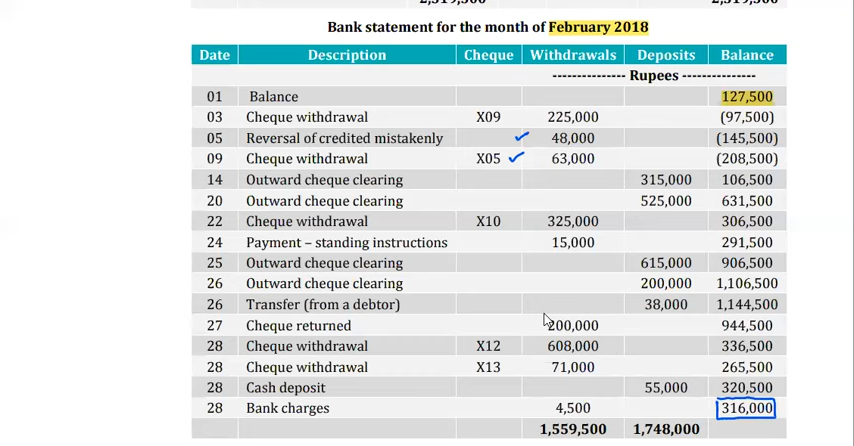 Bank statement for the month of February 2018
Date Description Cheque Withdrawals Deposits Balance
--------------- Rupees ---------------
01 Balance 127,500
03 Cheque withdrawal X09 225,000 (97,500)
05 Reversal of credited mistakenly 48,000 (145,500)
09 Cheque withdrawal X05 63,000 (208,500)
14 Outward cheque clearing 315,000 106,500
20 Outward cheque clearing 525,000 631,500
22 Cheque withdrawal X10 325,000 306,500
24 Payment – standing instructions 15,000 291,500
25 Outward cheque clearing 615,000 906,500
26 Outward cheque clearing 200,000 1,106,500
26 Transfer (from a debtor) 38,000 1,144,500
27 Cheque returned 200,000 944,500
28 Cheque withdrawal X12 608,000 336,500
28 Cheque withdrawal X13 71,000 265,500
28 Cash deposit 55,000 320,500
28 Bank charges 4,500 316,000
1,559,500 1,748,000